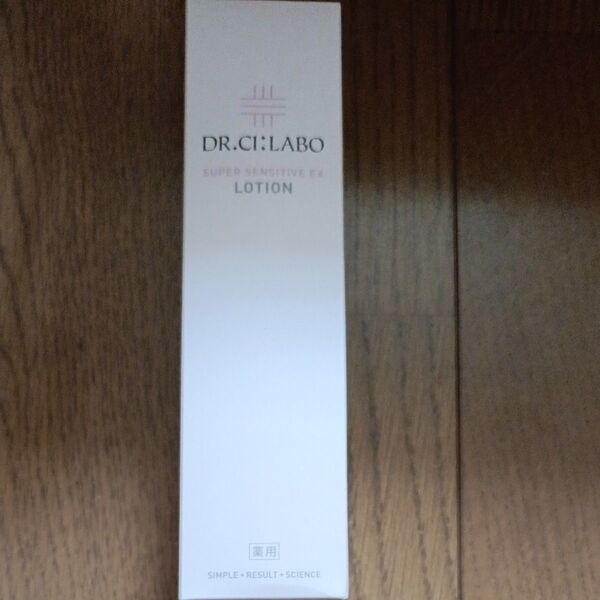 DR.CI:LABO
SUPER SENSITIVE EX
LOTION
薬用
SIMPLE+RESULT+SCIENCE